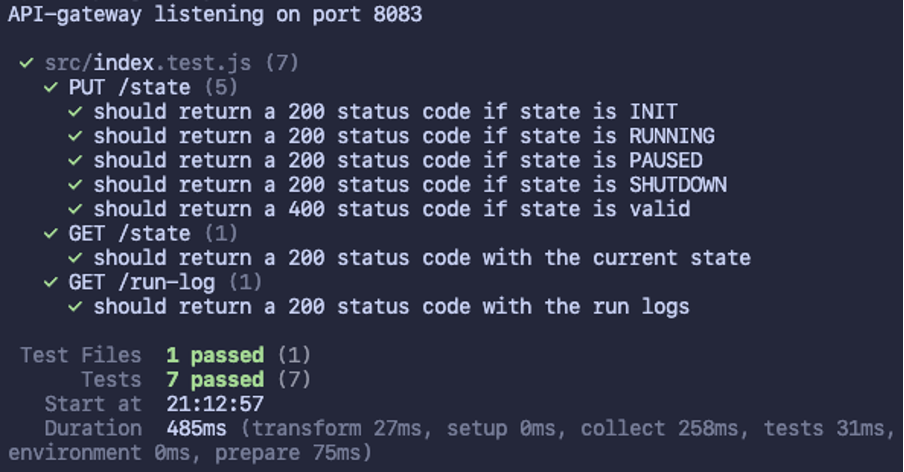 API-gateway listening on port 8083
✓ src/index.test.js (7)
✓ PUT /state (5)
✓ should return a 200 status code if state is INIT
✓ should return a 200 status code if state is RUNNING
✓ should return a 200 status code if state is PAUSED
✓ should return a 200 status code if state is SHUTDOWN
✓ should return a 400 status code if state is valid
✓ GET /state (1)
✓ should return a 200 status code with the current state
✓ GET /run-log (1)
✓ should return a 200 status code with the run logs
Test Files 1 passed (1)
Tests 7 passed (7)
Start at 21:12:57
Duration 485ms (transform 27ms, setup 0ms, collect 258ms, tests 31ms,
environment 0ms, prepare 75ms)